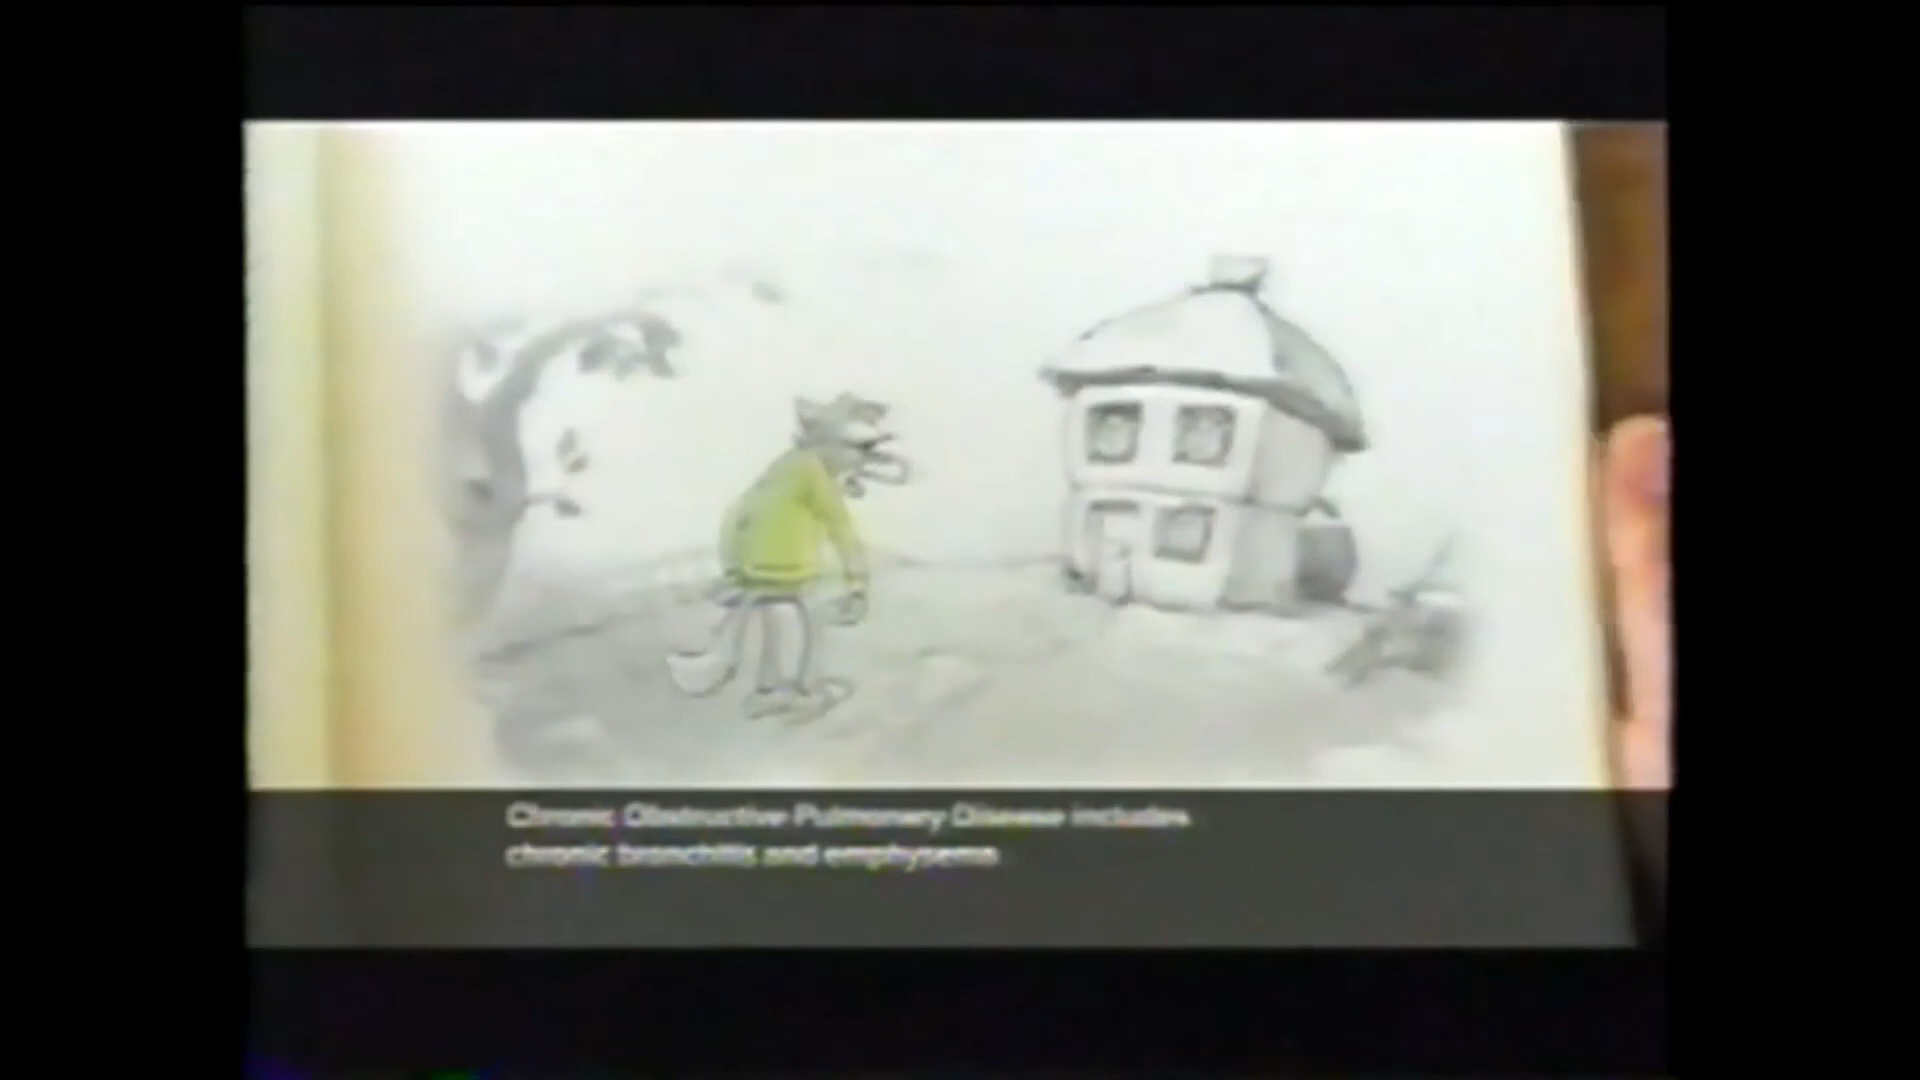 Chronic Obstructive Pulmonary Disease includes
chronic bronchitis and emphysema.